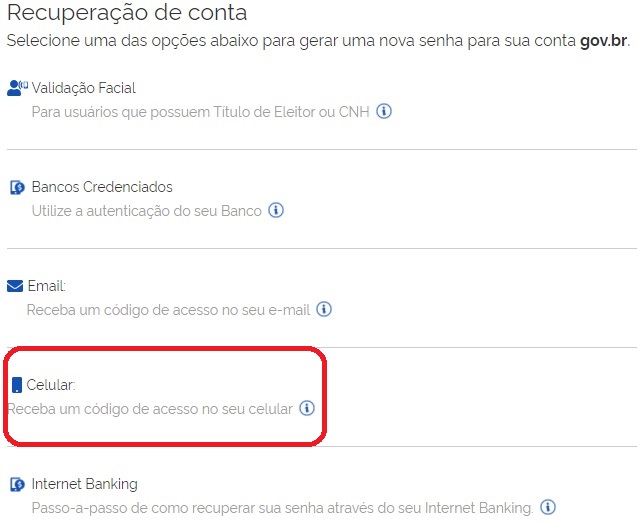 Recuperação de conta
Selecione uma das opções abaixo para gerar uma nova senha para sua conta gov.br.
Validação Facial
Para usuários que possuem Título de Eleitor ou CNH
Bancos Credenciados
Utilize a autenticação do seu Banco
Email:
Receba um código de acesso no seu e-mail
Celular:
Receba um código de acesso no seu celular
Internet Banking
Passo-a-passo de como recuperar sua senha através do seu Internet Banking.